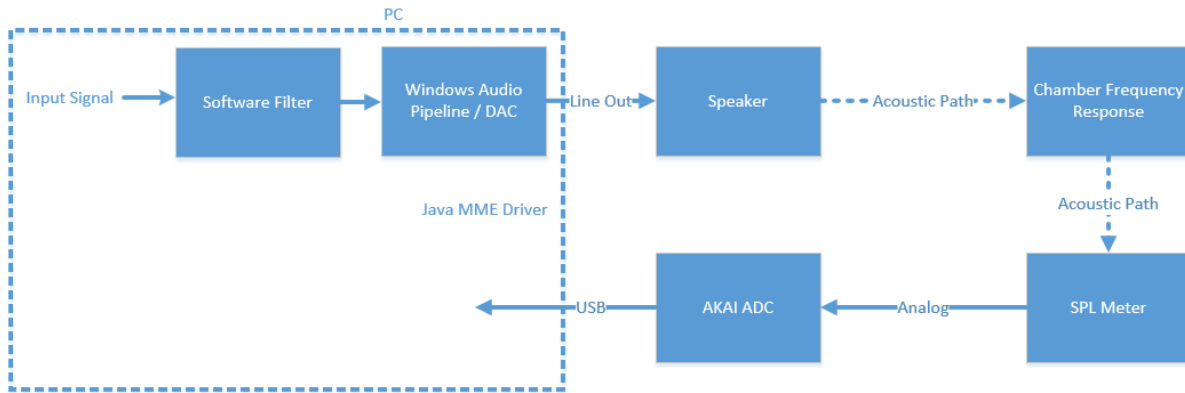 PC
Input Signal
Software Filter
Windows Audio
Pipeline / DAC
Line Out
Speaker
Acoustic Path
Chamber Frequency
Response
Java MME Driver
Acoustic Path
USB
AKAI ADC
Analog
SPL Meter